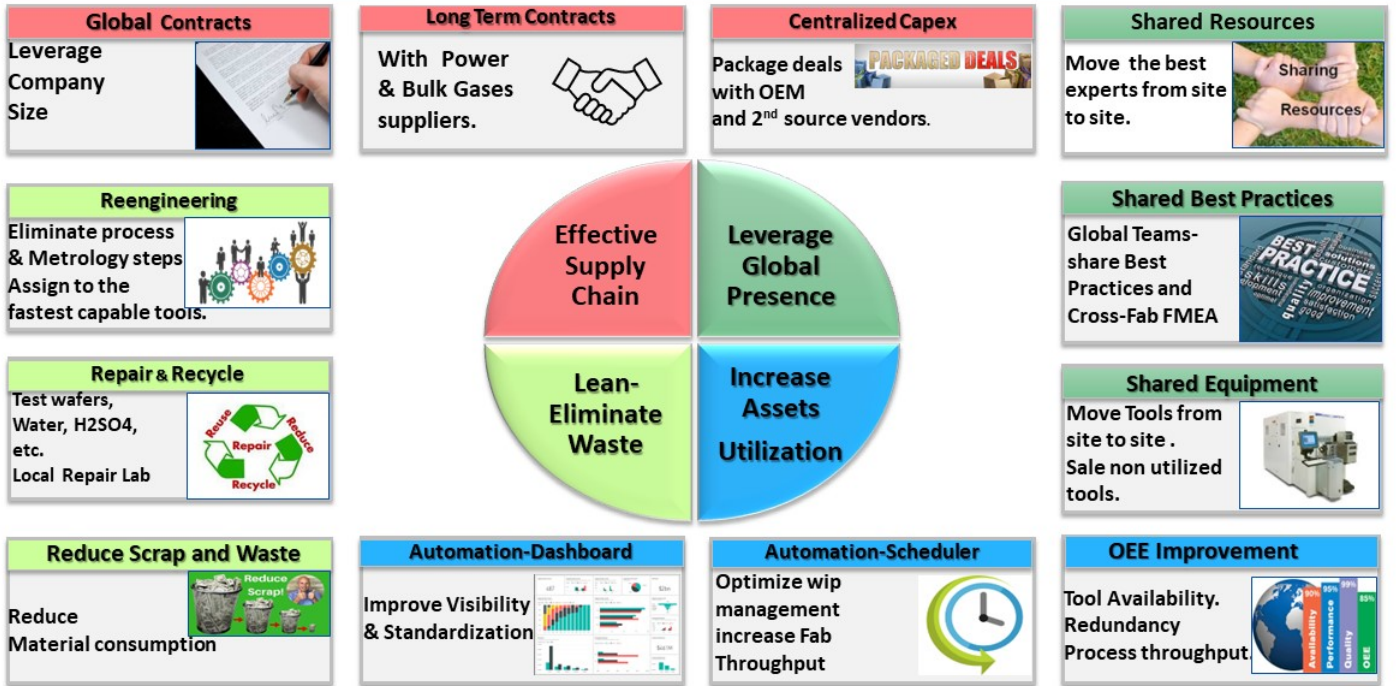 Global Contracts
Leverage
Company
Size
Long Term Contracts
With Power
& Bulk Gases
suppliers.
Centralized Capex
PACKAGED DEALS
Package deals
with OEM
and 2nd source vendors.
Shared Resources
Move the best
experts from site
to site.
Sharing
Resources
Reengineering
Eliminate process
& Metrology steps
Assign to the
fastest capable tools.
Effective
Supply
Chain
Leverage
Global
Presence
Shared Best Practices
Global Teams-
share Best
Practices and
Cross-Fab FMEA
BEST
PRACTICE
solutions
skills
quality
organization
improvement
satisfaction
good
Repair & Recycle
Test wafers,
Water, H2SO4,
etc.
Local Repair Lab
Reuse
Reduce
Repair
Recycle
Lean-
Eliminate
Waste
Increase
Assets
Utilization
Shared Equipment
Move Tools from
site to site .
Sale non utilized
tools.
Reduce Scrap and Waste
Reduce
Scrap!
Reduce
Material consumption
Automation-Dashboard
Improve Visibility
& Standardization
Automation-Scheduler
Optimize wip
management
increase Fab
Throughput
OEE Improvement
Tool Availability.
Redundancy
Process throughput.
90%
95%
99%
85%
Availability
Performance
Quality
OEE